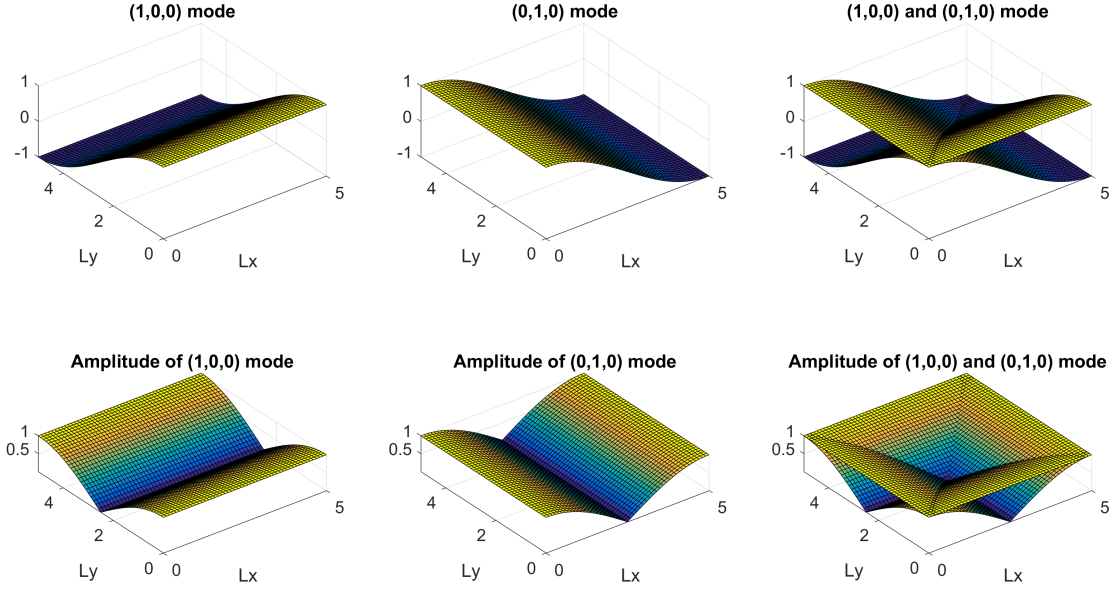 (1,0,0) mode
1
0
-1
4
2
0
0
5
Ly
Lx
(0,1,0) mode
1
0
-1
4
2
0
0
5
Ly
Lx
(1,0,0) and (0,1,0) mode
1
0
-1
4
2
0
0
5
Ly
Lx
Amplitude of (1,0,0) mode
1
0.5
4
2
0
0
5
Ly
Lx
Amplitude of (0,1,0) mode
1
0.5
4
2
0
0
5
Ly
Lx
Amplitude of (1,0,0) and (0,1,0) mode
1
0.5
4
2
0
0
5
Ly
Lx